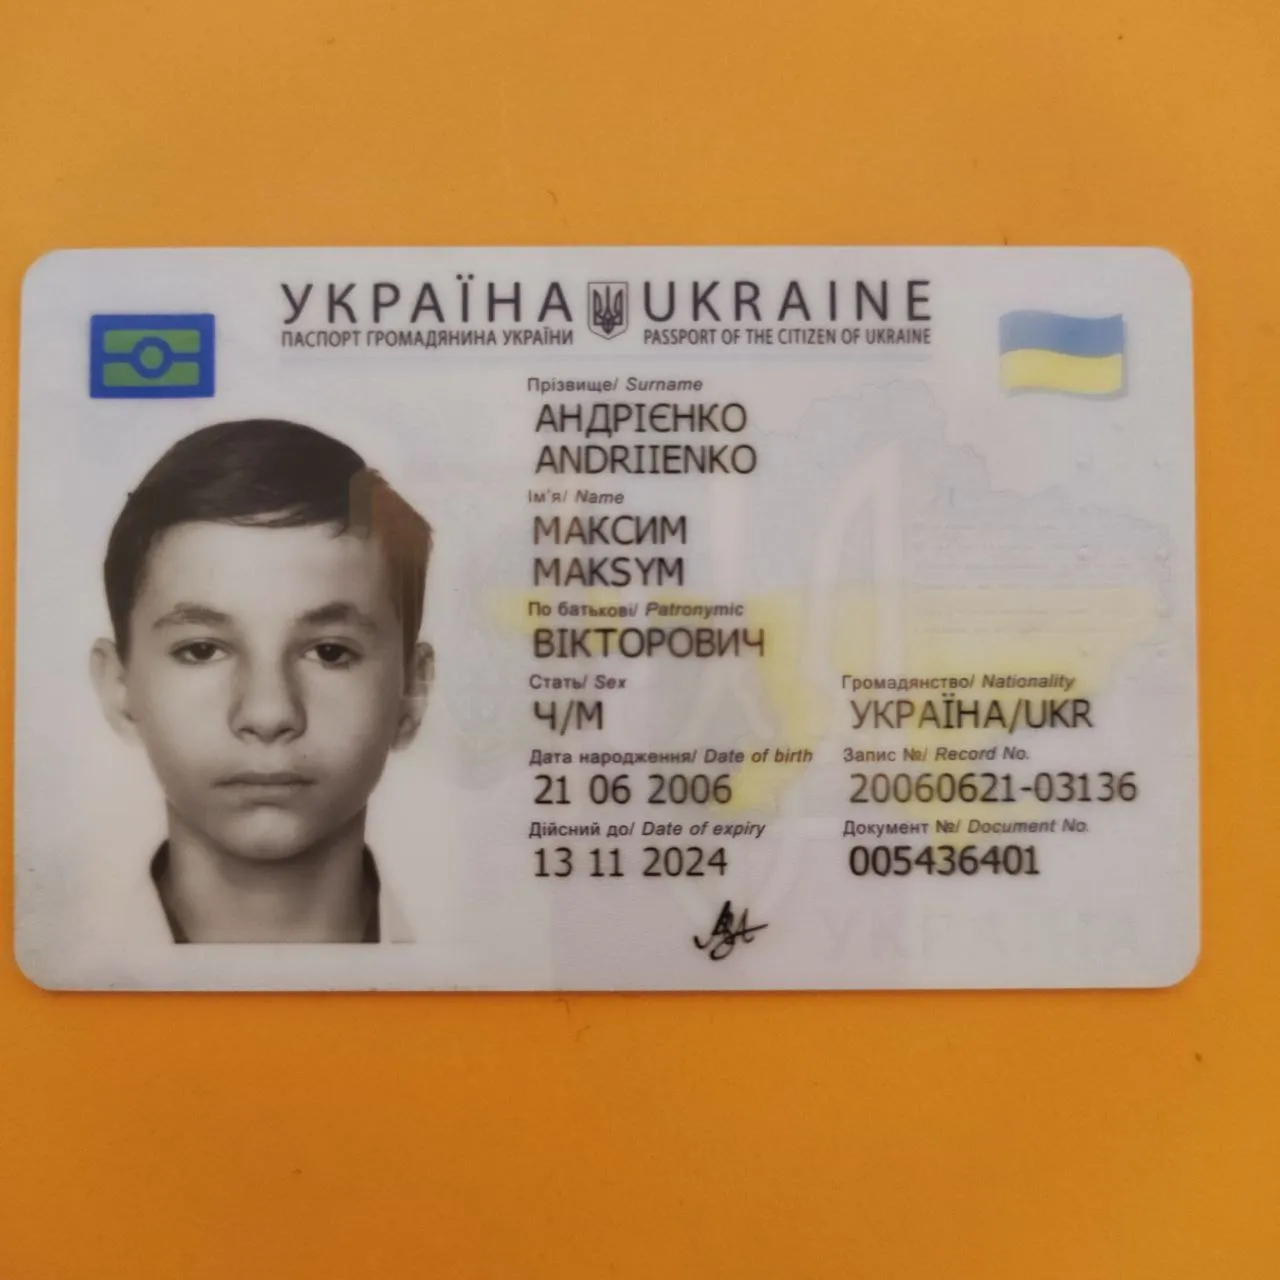 УКРАЇНА UKRAINE
ПАСПОРТ ГРОМАДЯНИНА УКРАЇНИ PASSPORT OF THE CITIZEN OF UKRAINE
Прізвище/ Surname
АНДРІЄНКО
ANDRIIENKO
Ім'я/ Name
МАКСИМ
MAKSYM
По батькові/ Patronymic
ВІКТОРОВИЧ
Стать/ Sex Громадянство/ Nationality
Ч/M УКРАЇНА/UKR
Дата народження/ Date of birth Запис №/ Record No.
21 06 2006 20060621-03136
Дійсний до/ Date of expiry Документ №/ Document No.
13 11 2024 005436401
УКРАЇНА